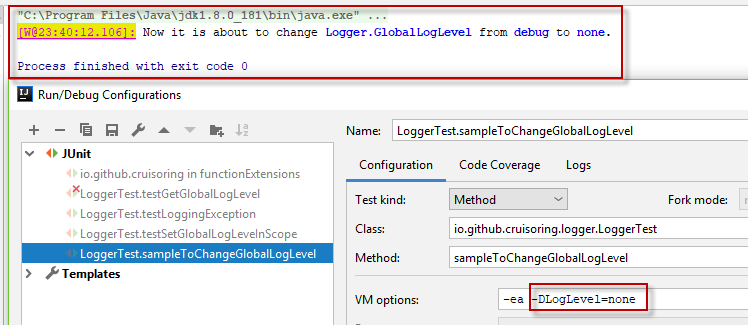 "C:\Program Files\Java\jdk1.8.0_181\bin\java.exe" ...
[W@23:40:12.106]: Now it is about to change Logger.GlobalLogLevel from debug to none.
Process finished with exit code 0
Run/Debug Configurations
Name: LoggerTest.sampleToChangeGlobalLogLevel
JUnit
io.github.cruisoring in functionExtensions
LoggerTest.testGetGlobalLogLevel
LoggerTest.testLoggingException
LoggerTest.testSetGlobalLogLevelnScope
LoggerTest.sampleToChangeGlobalLogLevel
Templates
Configuration Code Coverage Logs
Test kind: Method Fork mode:
Class: io.github.cruisoring.logger.LoggerTest
Method: sampleToChangeGlobalLogLevel
VM options: -ea -DLogLevel=none